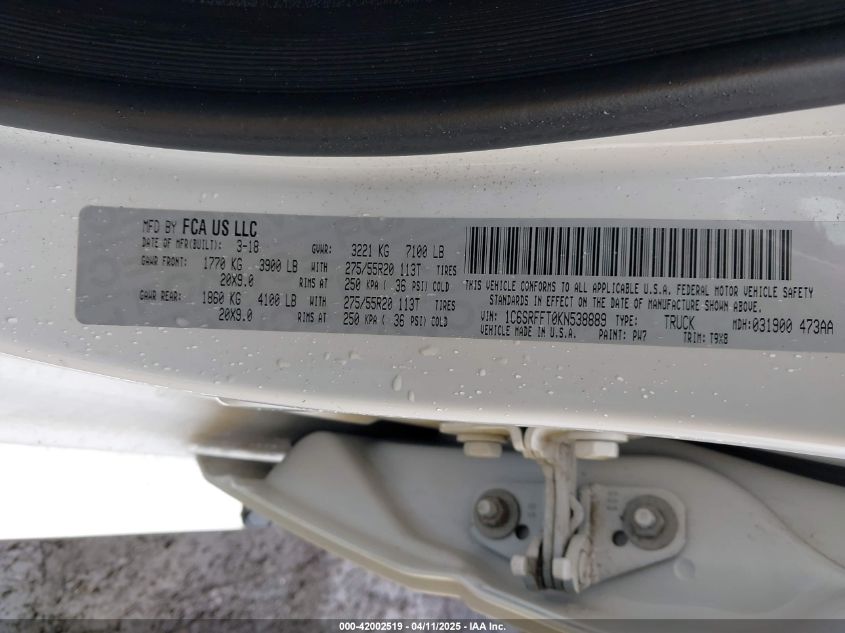 MFD BY FCA US LLC
DATE OF MFR(BUILT): 3-18 GVWR: 3221 KG 7100 LB
GAWR FRONT: 1770 KG 3900 LB WITH 275/55R20 113T TIRES
20X9.0 RIMS AT 250 KPA ( 36 PSI) COLD
GAWR REAR: 1860 KG 4100 LB WITH 275/55R20 113T TIRES
20X9.0 RIMS AT 250 KPA ( 36 PSI) COLD
THIS VEHICLE CONFORMS TO ALL APPLICABLE U.S.A. FEDERAL MOTOR VEHICLE SAFETY
STANDARDS IN EFFECT ON THE DATE OF MANUFACTURE SHOWN ABOVE.
VIN: 1C6SRFFT0KN538889 TYPE: TRUCK MDH:031900 473AA
VEHICLE MADE IN U.S.A. PAINT: PW7 TRIM: T9X8
000-42002519 - 04/11/2025 - IAA Inc.